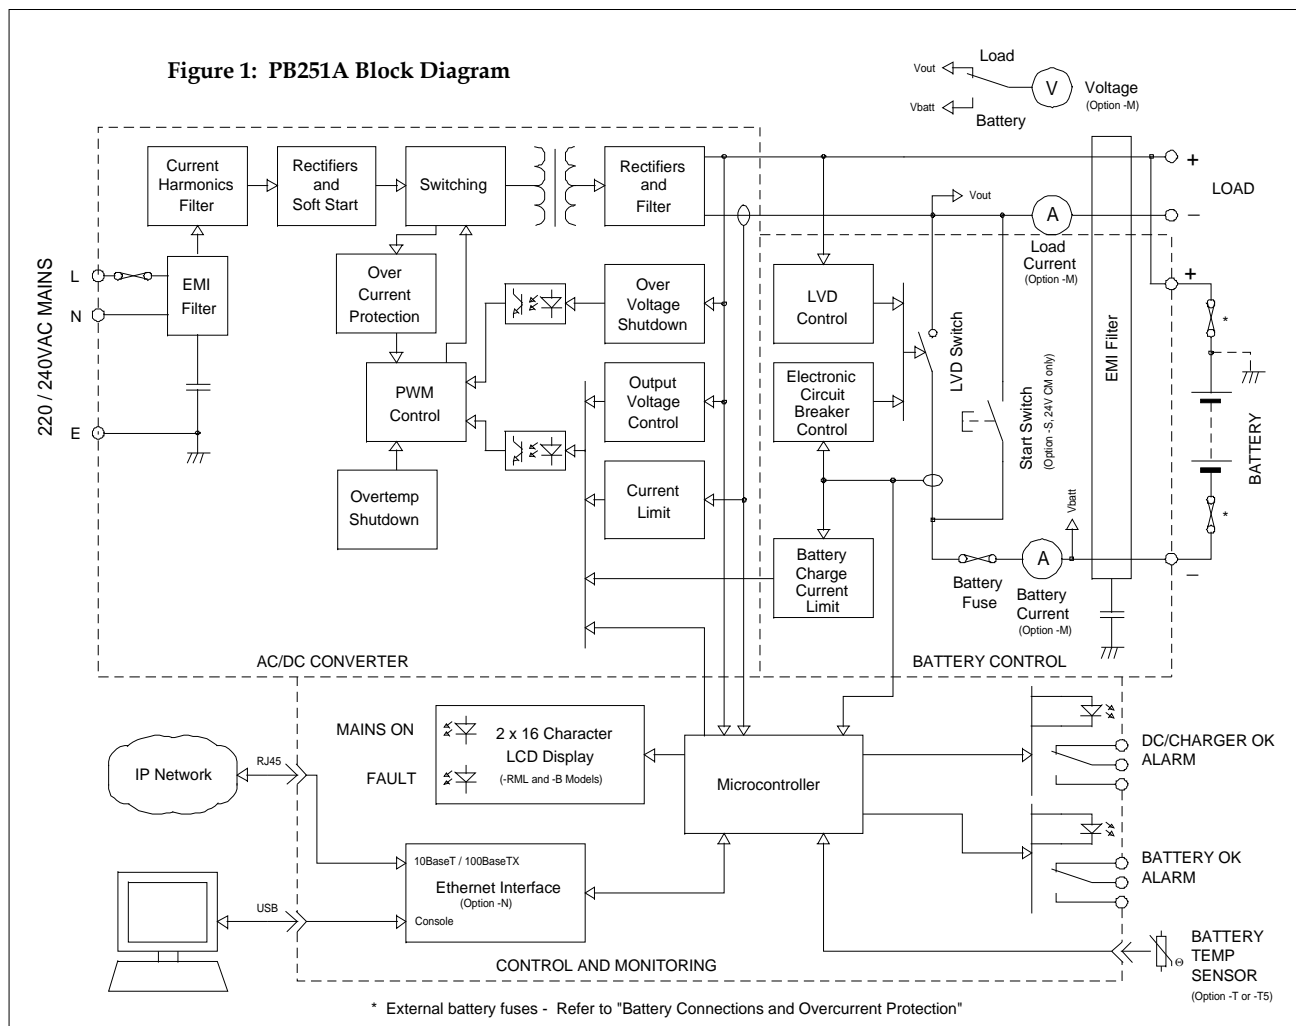 Figure 1: PB251A Block Diagram
Load
Vout
V
Voltage
(Option -M)
Vbatt
Battery
Current
Harmonics
Filter
Rectifiers
and
Soft Start
Switching
Rectifiers
and
Filter
+
LOAD
–
Vout
A
Load
Current
(Option -M)
220 / 240VAC MAINS
L
N
E
EMI
Filter
Over
Current
Protection
Over
Voltage
Shutdown
LVD
Control
LVD Switch
EMI Filter
+
*
PWM
Control
Output
Voltage
Control
Electronic
Circuit
Breaker
Control
Start Switch
(Option -S, 24V CM only)
BATTERY
Overtemp
Shutdown
Current
Limit
Vbatt
*
Battery
Charge
Current
Limit
Battery
Fuse
A
Battery
Current
(Option -M)
–
AC/DC CONVERTER
BATTERY CONTROL
MAINS ON
FAULT
2 x 16 Character
LCD Display
(-RML and -B Models)
Microcontroller
DC/CHARGER OK
ALARM
IP Network
RJ45
10BaseT / 100BaseTX
Ethernet Interface
(Option -N)
Console
USB
BATTERY OK
ALARM
BATTERY
TEMP
SENSOR
(Option -T or -T5)
Θ
CONTROL AND MONITORING
* External battery fuses - Refer to "Battery Connections and Overcurrent Protection"